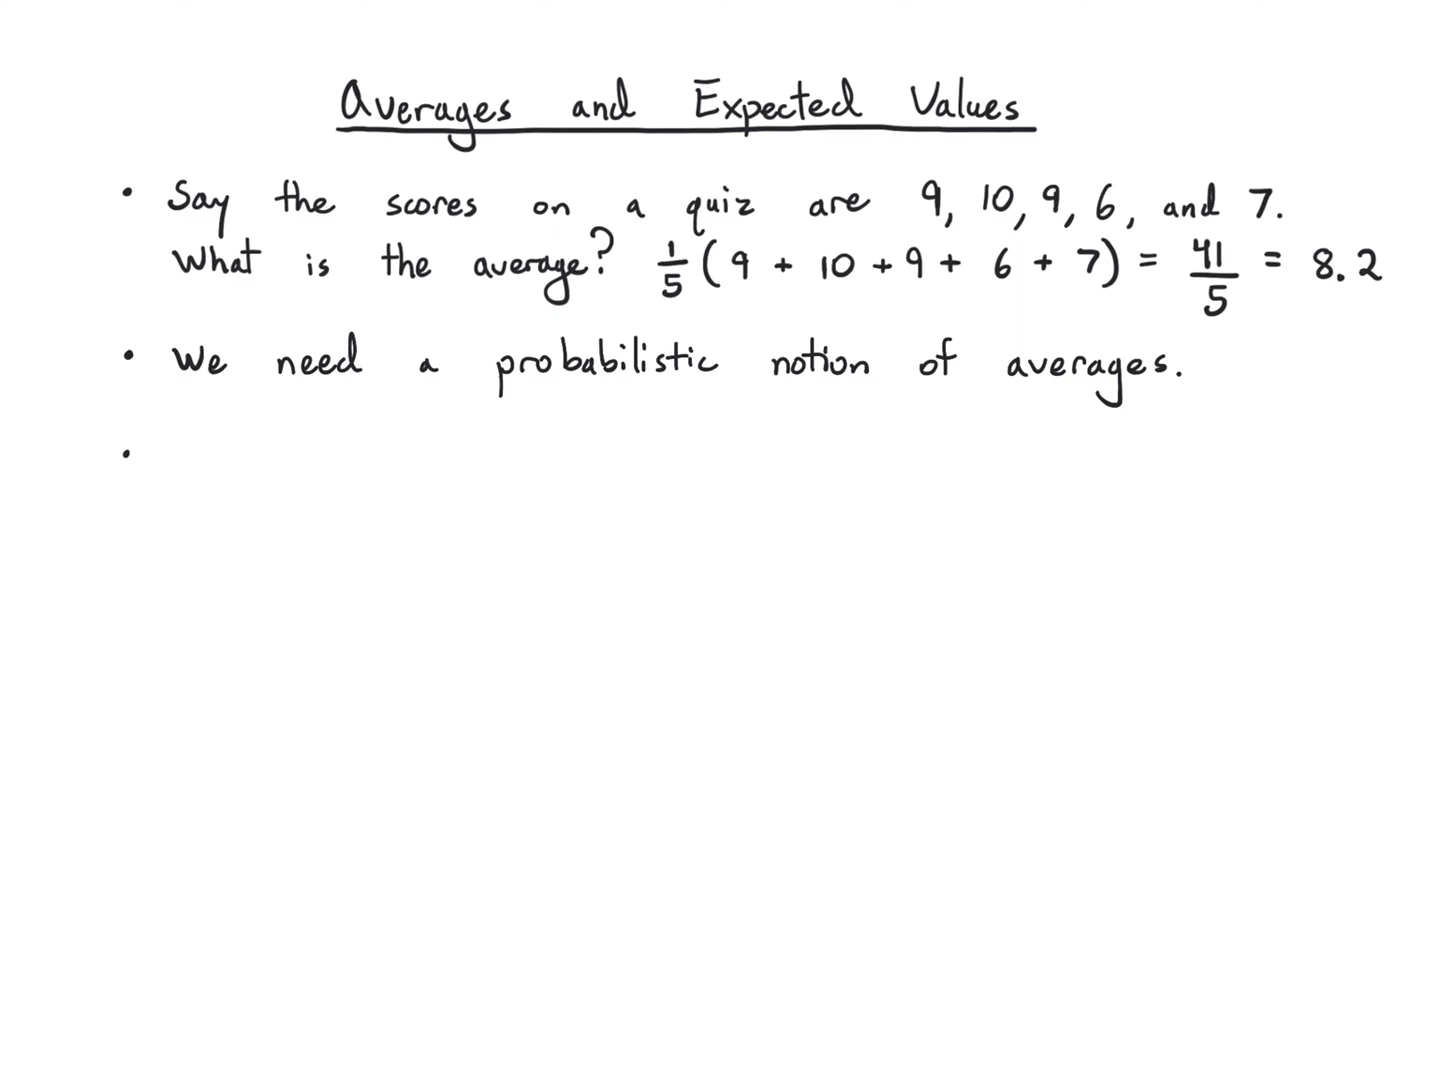 Averages and Expected Values
• Say the scores on a quiz are 9, 10, 9, 6, and 7.
What is the average? 1/5 (9 + 10 + 9 + 6 + 7) = 41/5 = 8.2
• We need a probabilistic notion of averages.
•